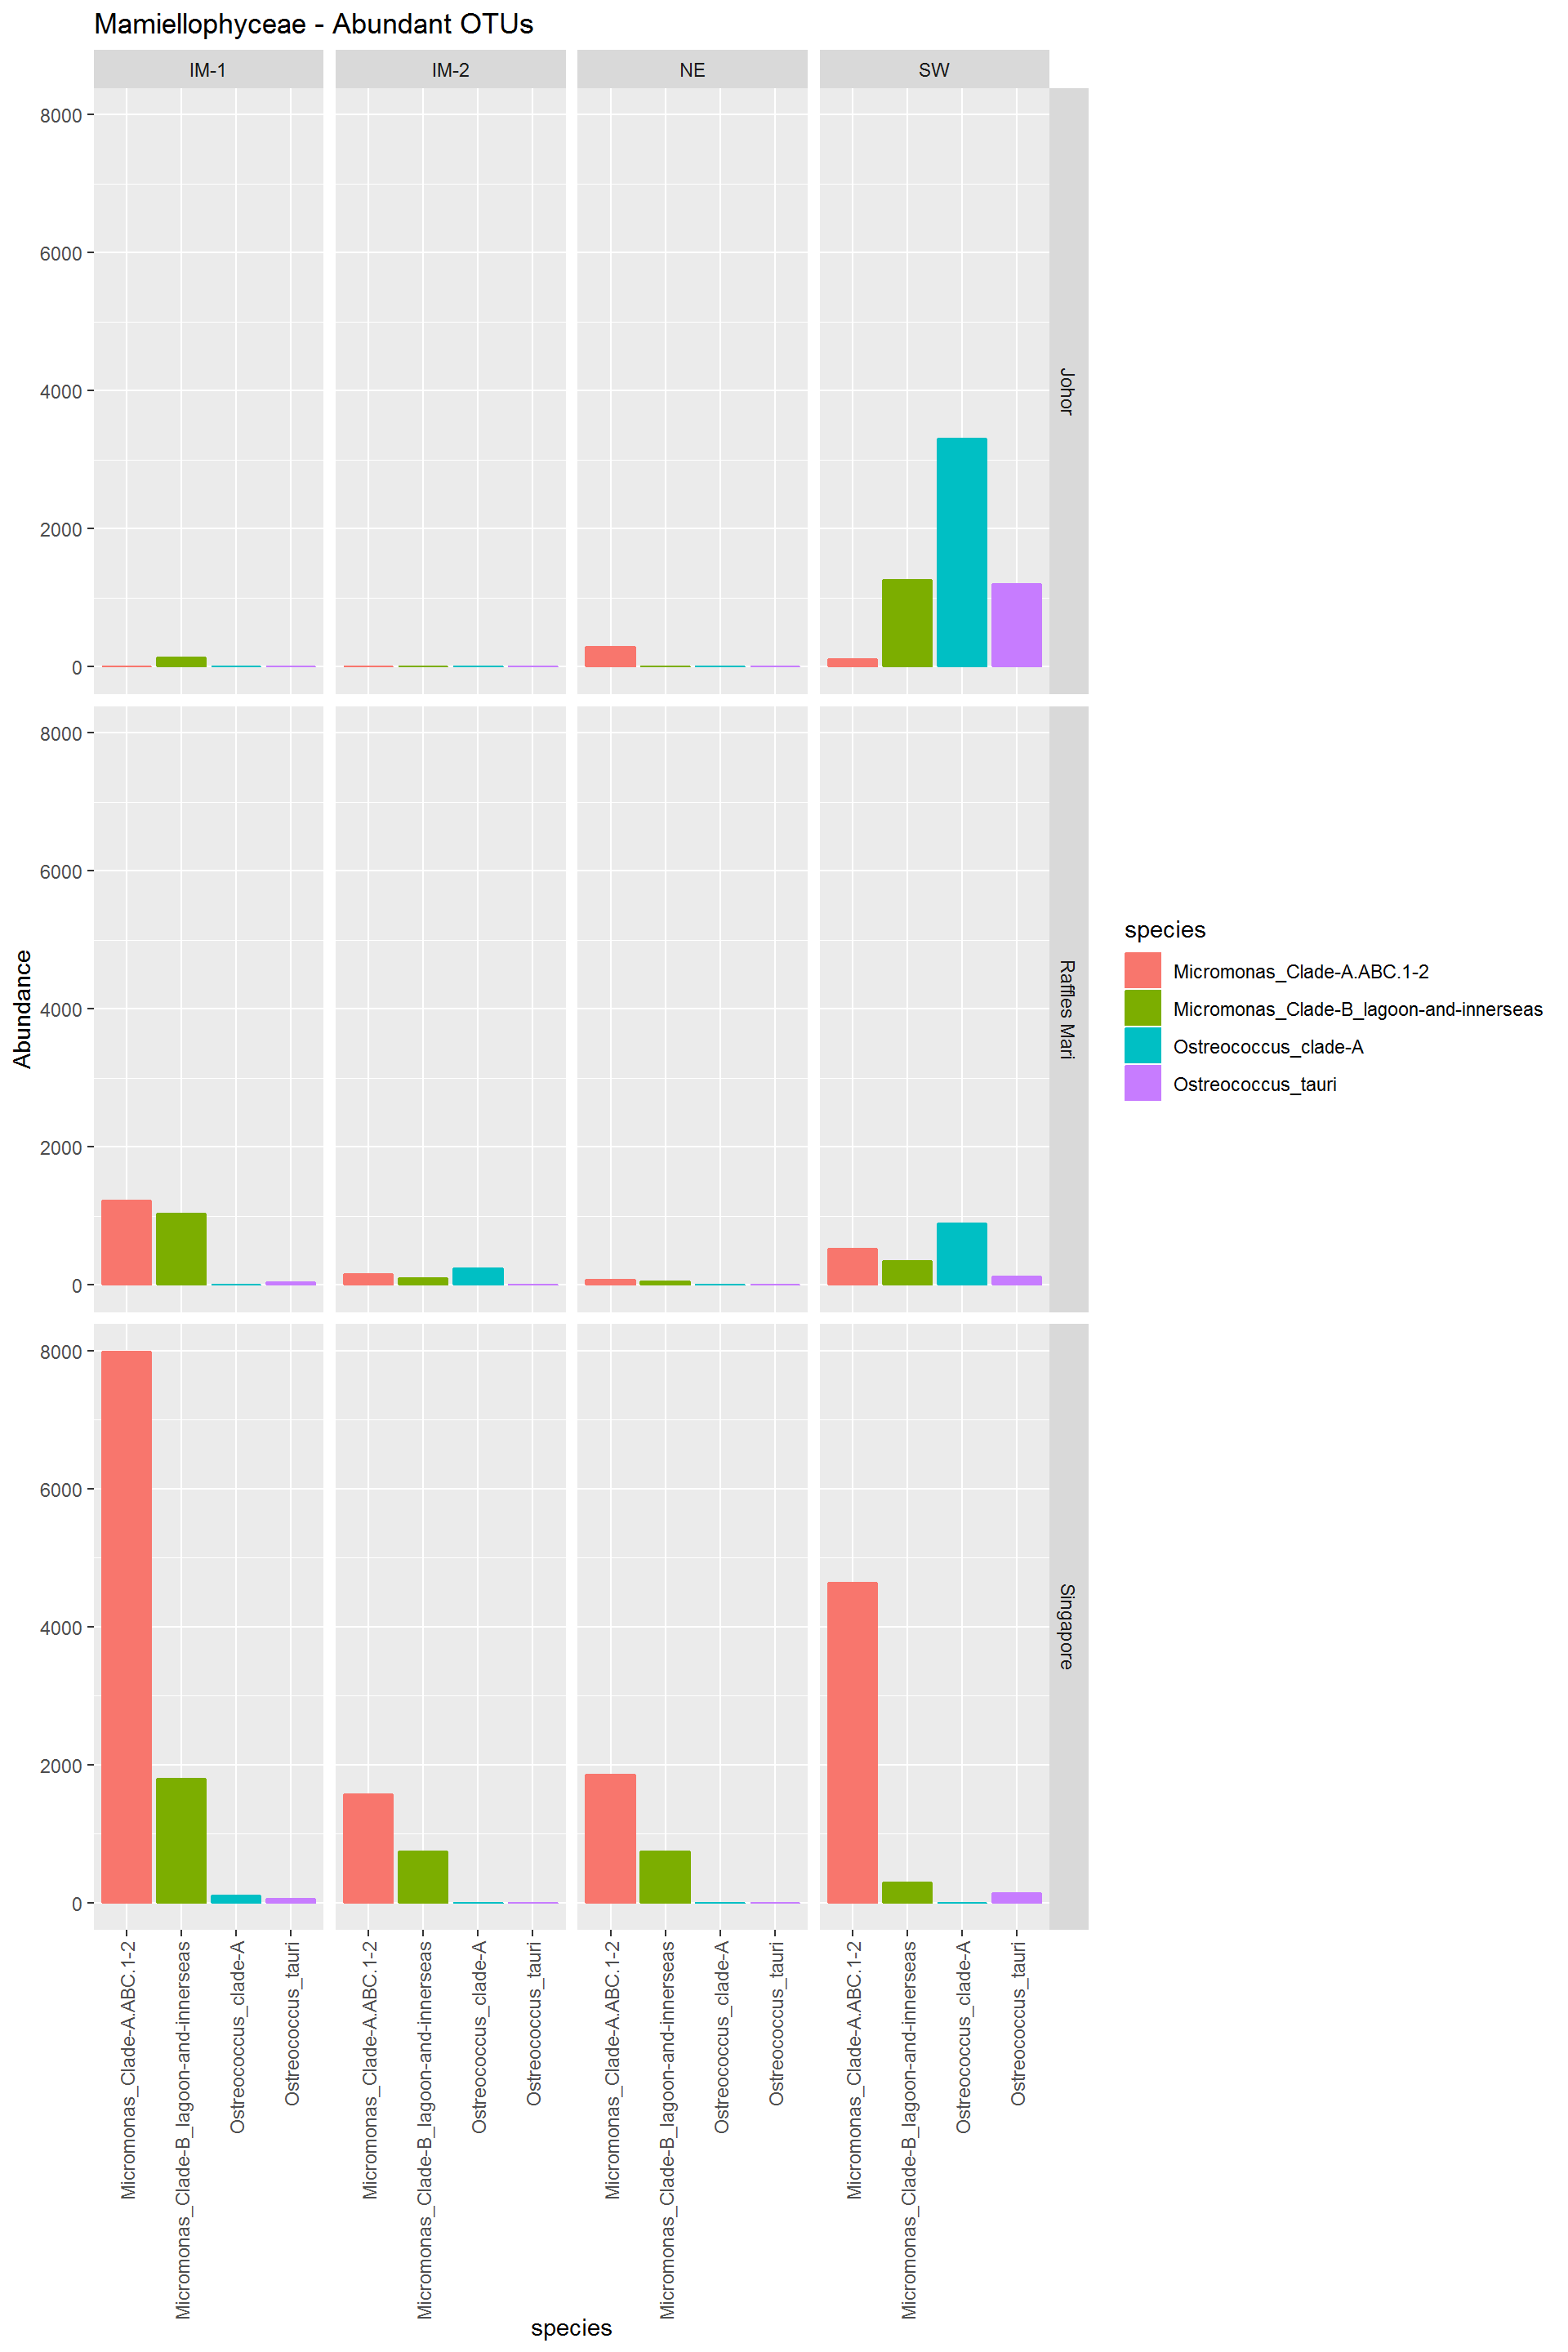 Mamiellophyceae - Abundant OTUs
IM-1
IM-2
NE
SW
8000
6000
4000
2000
0
Johor
8000
6000
4000
2000
0
Raffles Mari
8000
6000
4000
2000
0
Singapore
Abundance
Micromonas_Clade-A.ABC.1-2
Micromonas_Clade-B_lagoon-and-innerseas
Ostreococcus_clade-A
Ostreococcus_tauri
Micromonas_Clade-A.ABC.1-2
Micromonas_Clade-B_lagoon-and-innerseas
Ostreococcus_clade-A
Ostreococcus_tauri
Micromonas_Clade-A.ABC.1-2
Micromonas_Clade-B_lagoon-and-innerseas
Ostreococcus_clade-A
Ostreococcus_tauri
Micromonas_Clade-A.ABC.1-2
Micromonas_Clade-B_lagoon-and-innerseas
Ostreococcus_clade-A
Ostreococcus_tauri
species
species
Micromonas_Clade-A.ABC.1-2
Micromonas_Clade-B_lagoon-and-innerseas
Ostreococcus_clade-A
Ostreococcus_tauri